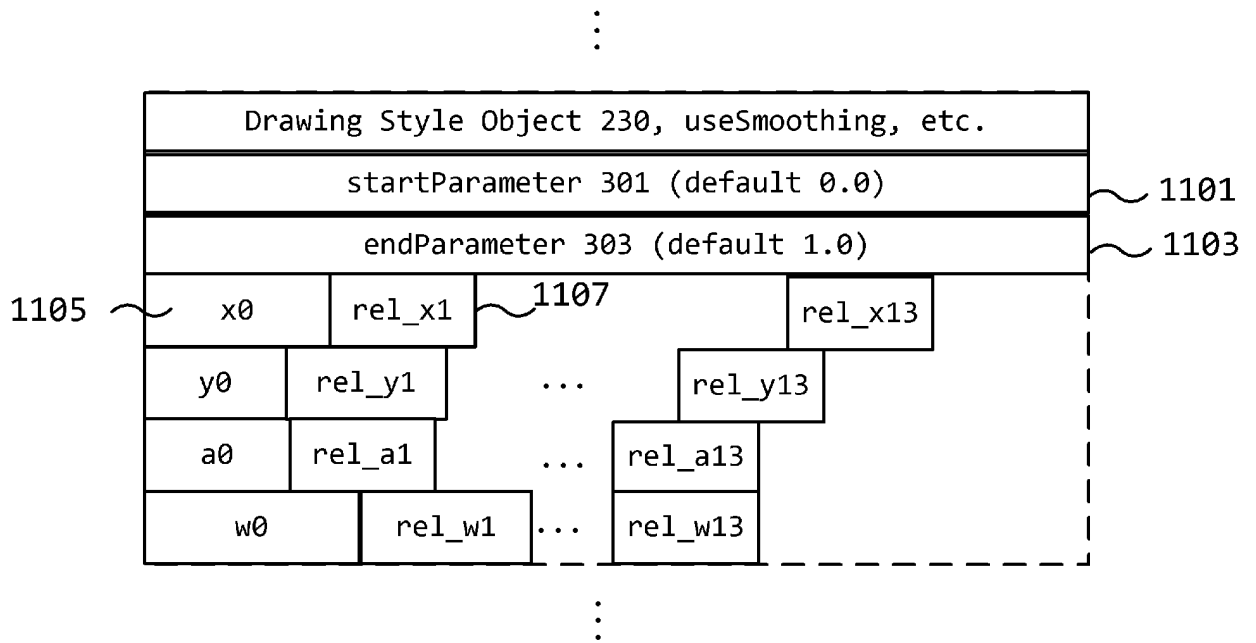 Drawing Style Object 230, useSmoothing, etc.
startParameter 301 (default 0.0) 1101
endParameter 303 (default 1.0) 1103
1105 x0 rel_x1 1107 rel_x13
y0 rel_y1 ... rel_y13
a0 rel_a1 ... rel_a13
w0 rel_w1 ... rel_w13